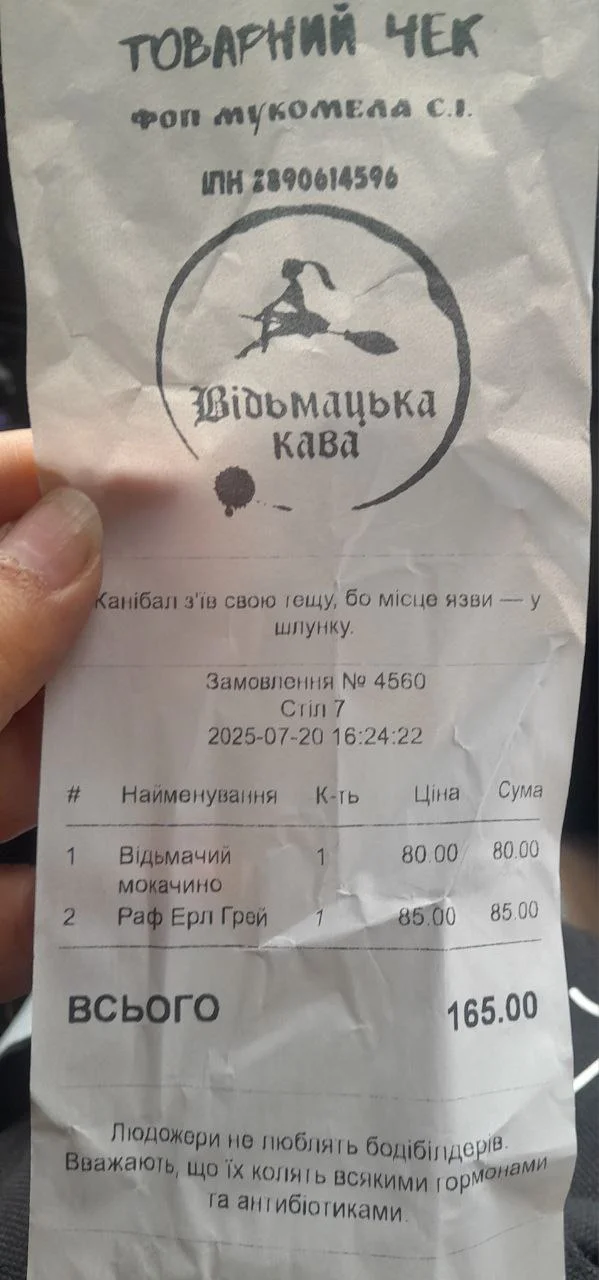 ТОВАРНИЙ ЧЕК
ФОП МУКОМЕЛА С.І.
ІПН 2890614596
Відьмацька
кава
Канібал з'їв свою тещу, бо місце язви — у
шлунку.
Замовлення № 4560
Стіл 7
2025-07-20 16:24:22
# Найменування К-ть Ціна Сума
1 Відьмачий 1 80.00 80.00
мокачино
2 Раф Ерл Грей 1 85.00 85.00
ВСЬОГО 165.00
Людожери не люблять бодібілдерів.
Вважають, що їх колять всякими гормонами
та антибіотиками.